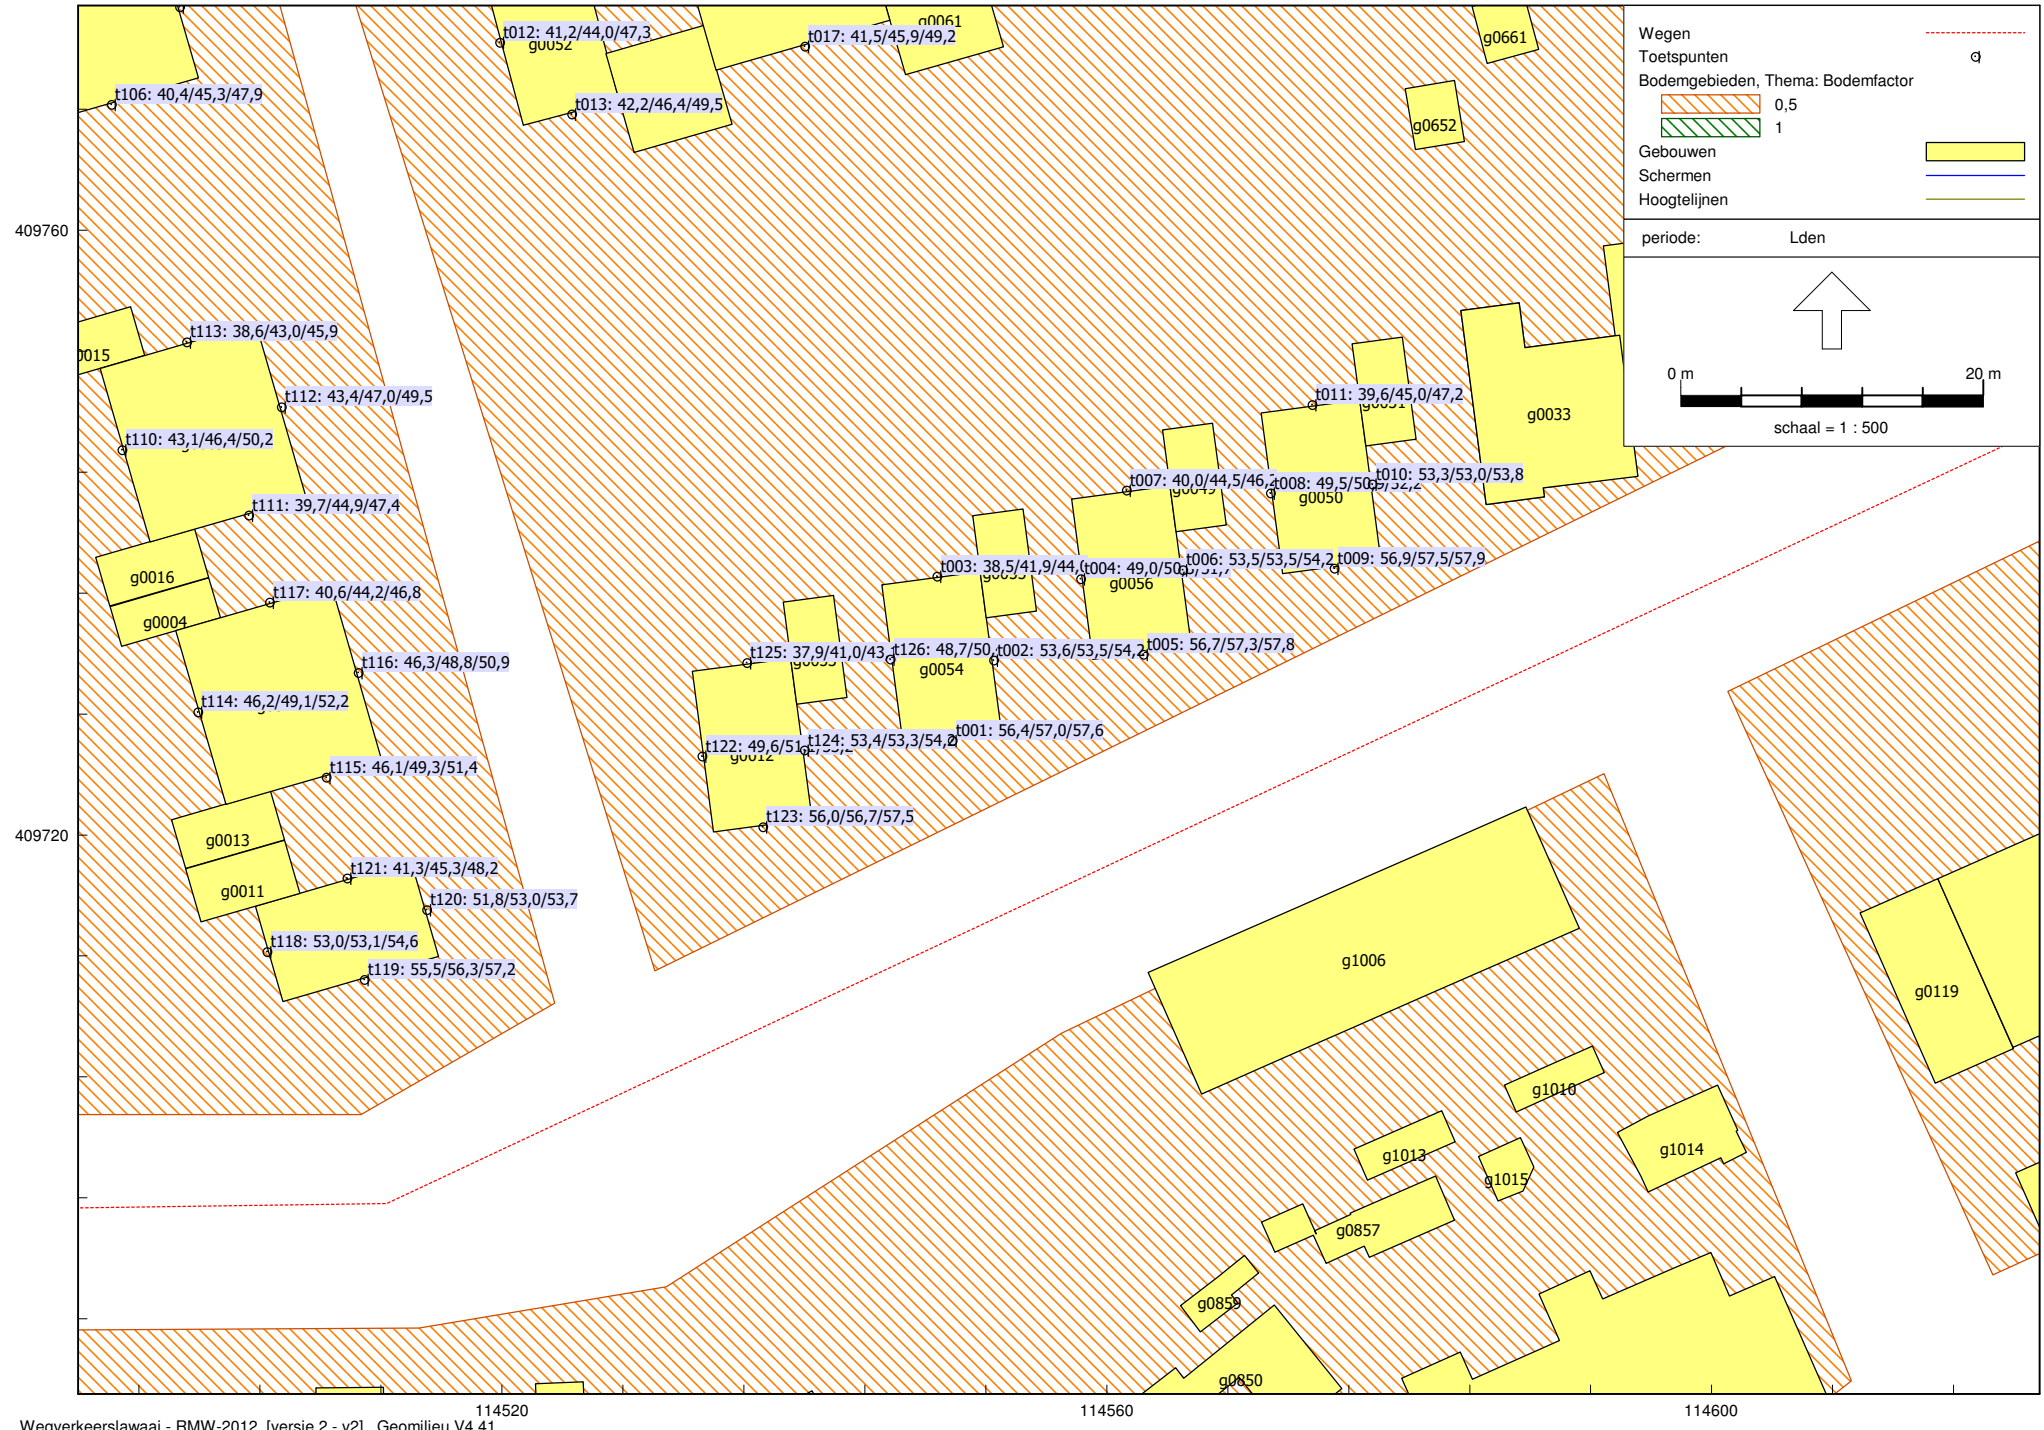 t012: 41,2/44,0/47,3
g0052
t017: 41,5/45,9/49,2
g0061
g0661
t106: 40,4/45,3/47,9
t013: 42,2/46,4/49,5
g0652
Wegen
Toetspunten
Bodemgebieden, Thema: Bodemfactor
0,5
1
Gebouwen
Schermen
Hoogtelijnen
periode: Lden
0 m 20 m
schaal = 1 : 500
409760
t113: 38,6/43,0/45,9
0015
t112: 43,4/47,0/49,5
t110: 43,1/46,4/50,2
t111: 39,7/44,9/47,4
g0016
g0004
t117: 40,6/44,2/46,8
t116: 46,3/48,8/50,9
t114: 46,2/49,1/52,2
t115: 46,1/49,3/51,4
g0013
g0011
t121: 41,3/45,3/48,2
t120: 51,8/53,0/53,7
t118: 53,0/53,1/54,6
t119: 55,5/56,3/57,2
t011: 39,6/45,0/47,2
g0033
t007: 40,0/44,5/46,
t008: 49,5/50,
t010: 53,3/53,0/53,8
g0050
t003: 38,5/41,9/44,
t004: 49,0/50,
t006: 53,5/53,5/54,2
t009: 56,9/57,5/57,9
g0056
t125: 37,9/41,0/43,
t126: 48,7/50,
t002: 53,6/53,5/54,2
t005: 56,7/57,3/57,8
g0054
t122: 49,6/51,
t124: 53,4/53,3/54,2
t001: 56,4/57,0/57,6
g0012
t123: 56,0/56,7/57,5
409720
g1006
g0119
g1010
g1013
g1014
g1015
g0857
g0859
g0850
114520 114560 114600
Wegverkeerslawaai - RMW-2012, [versie 2 - v2] , Geomilieu V4.41